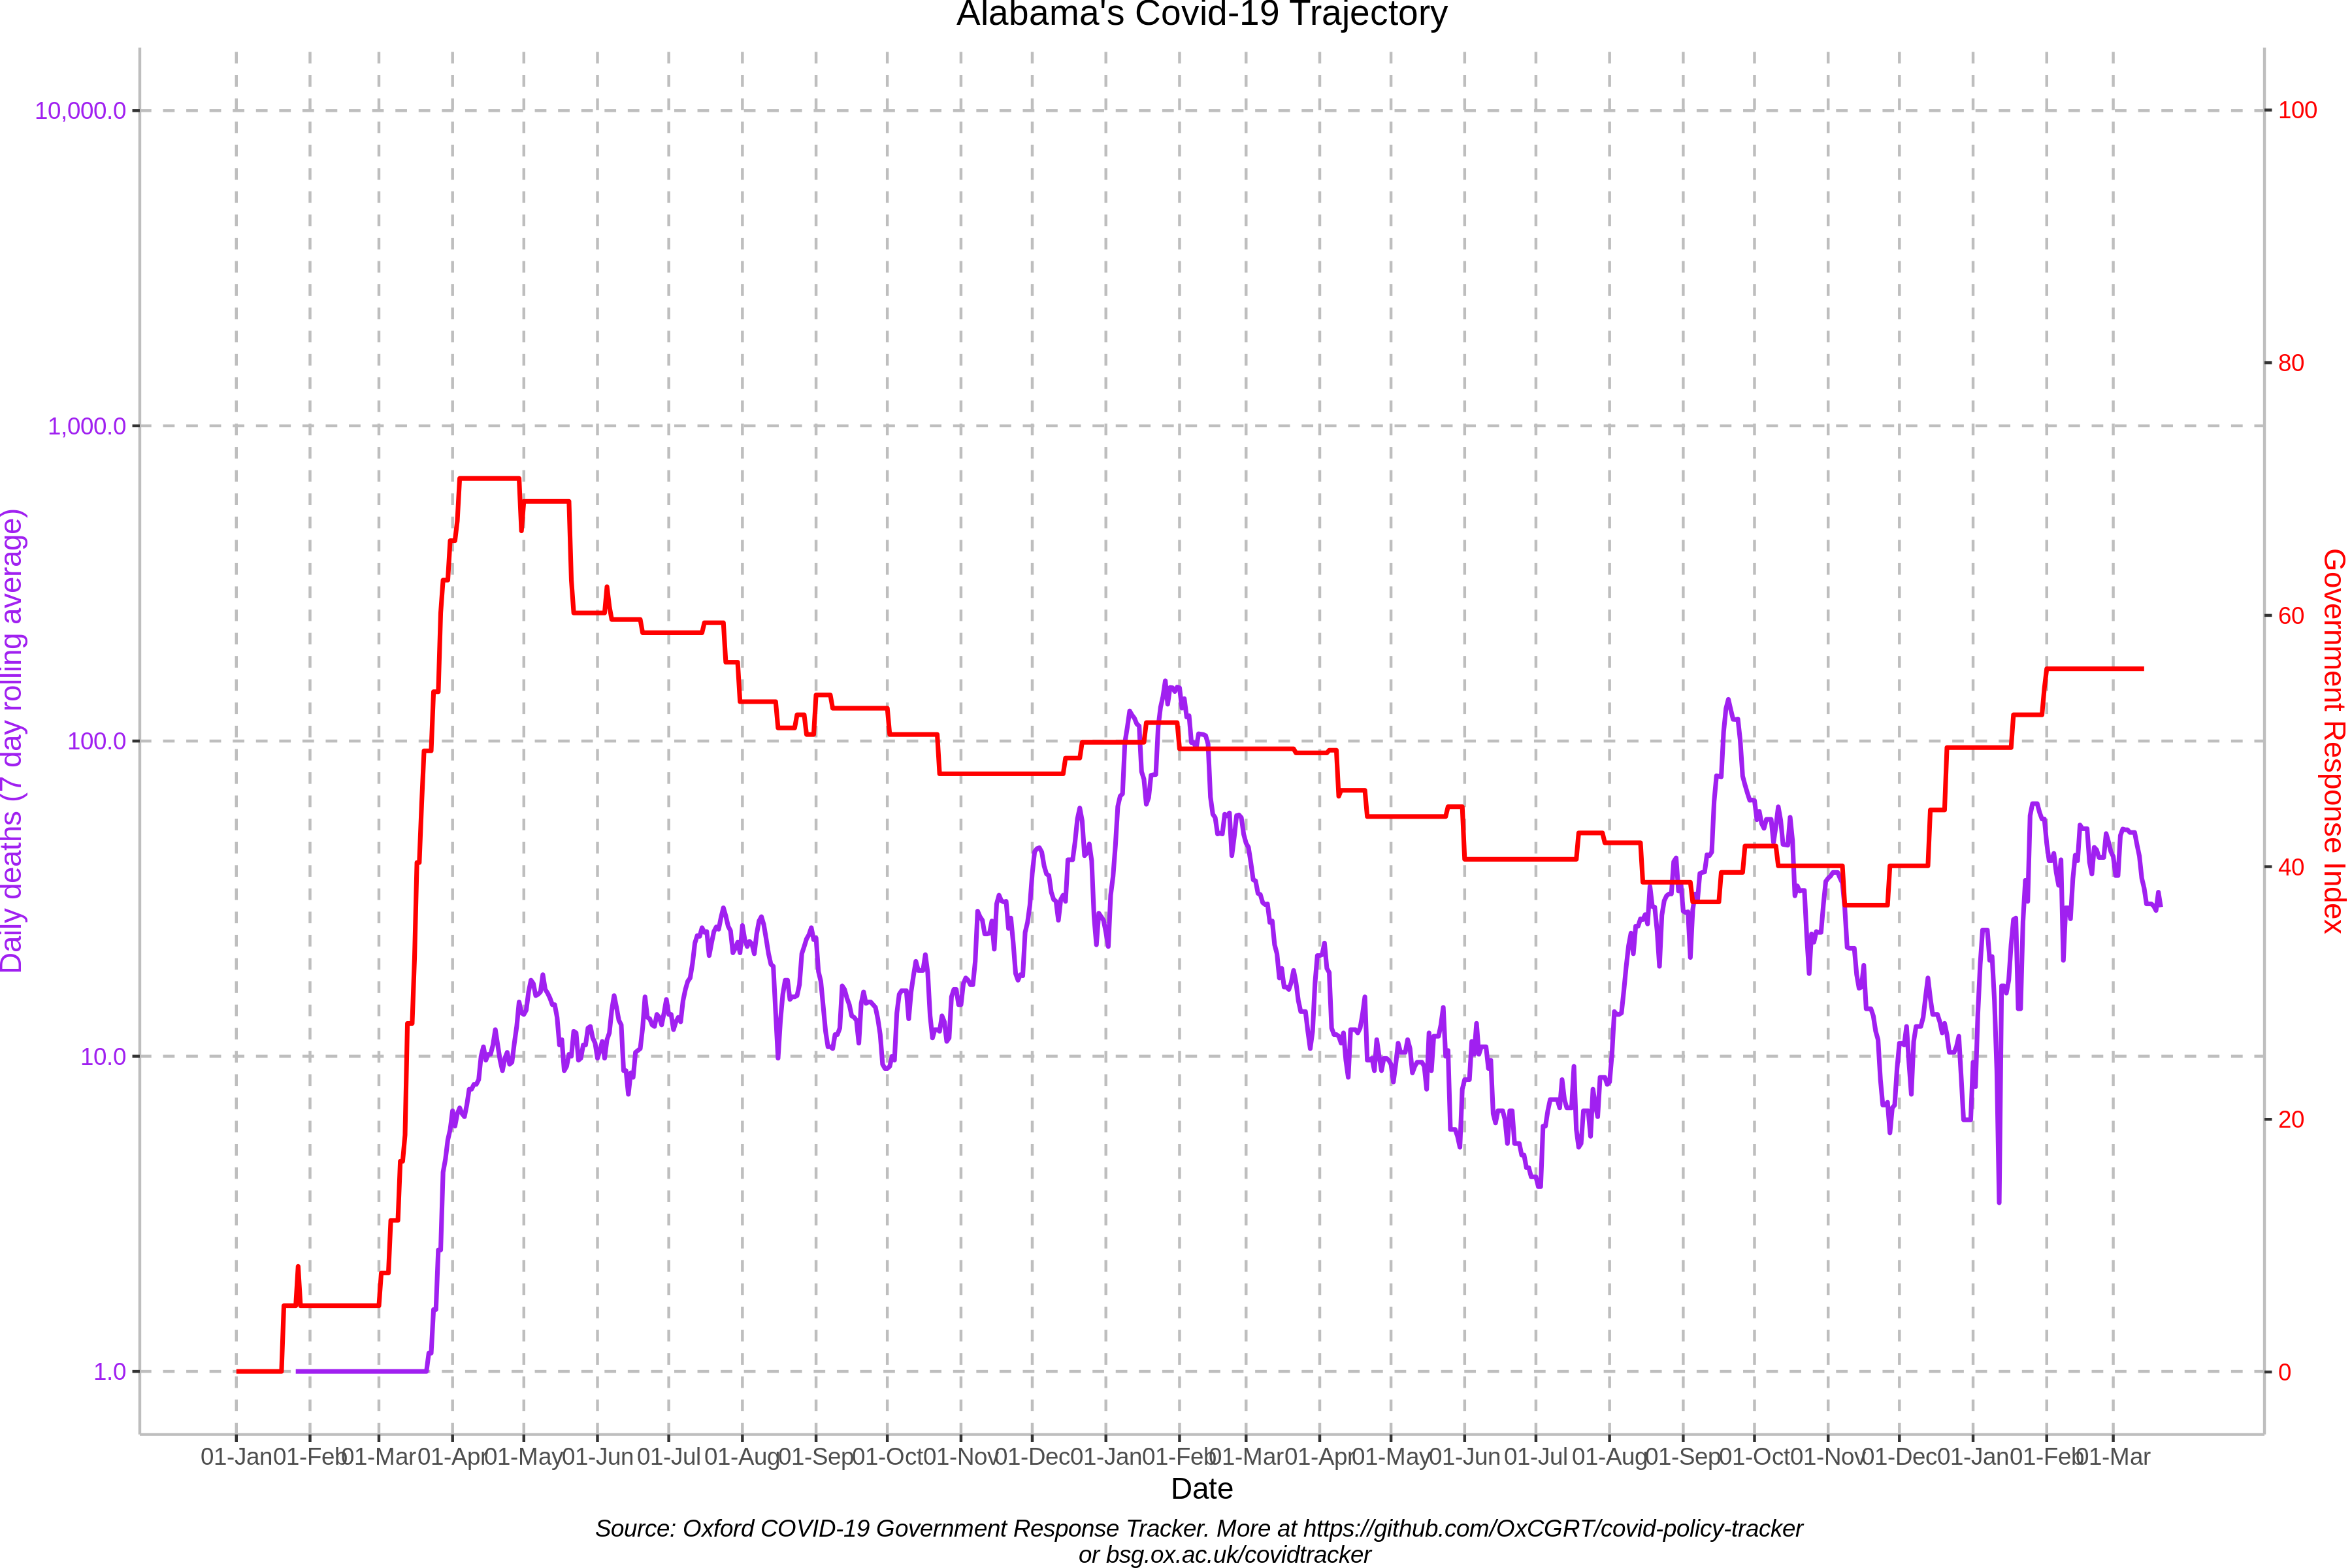 Alabama's Covid-19 Trajectory
10,000.0
1,000.0
100.0
10.0
1.0
Daily deaths (7 day rolling average)
100
80
60
40
20
0
Government Response Index
01-Jan 01-Feb 01-Mar 01-Apr 01-May 01-Jun 01-Jul 01-Aug 01-Sep 01-Oct 01-Nov 01-Dec 01-Jan 01-Feb 01-Mar 01-Apr 01-May 01-Jun 01-Jul 01-Aug 01-Sep 01-Oct 01-Nov 01-Dec 01-Jan 01-Feb 01-Mar
Date
Source: Oxford COVID-19 Government Response Tracker. More at https://github.com/OxCGRT/covid-policy-tracker
or bsg.ox.ac.uk/covidtracker